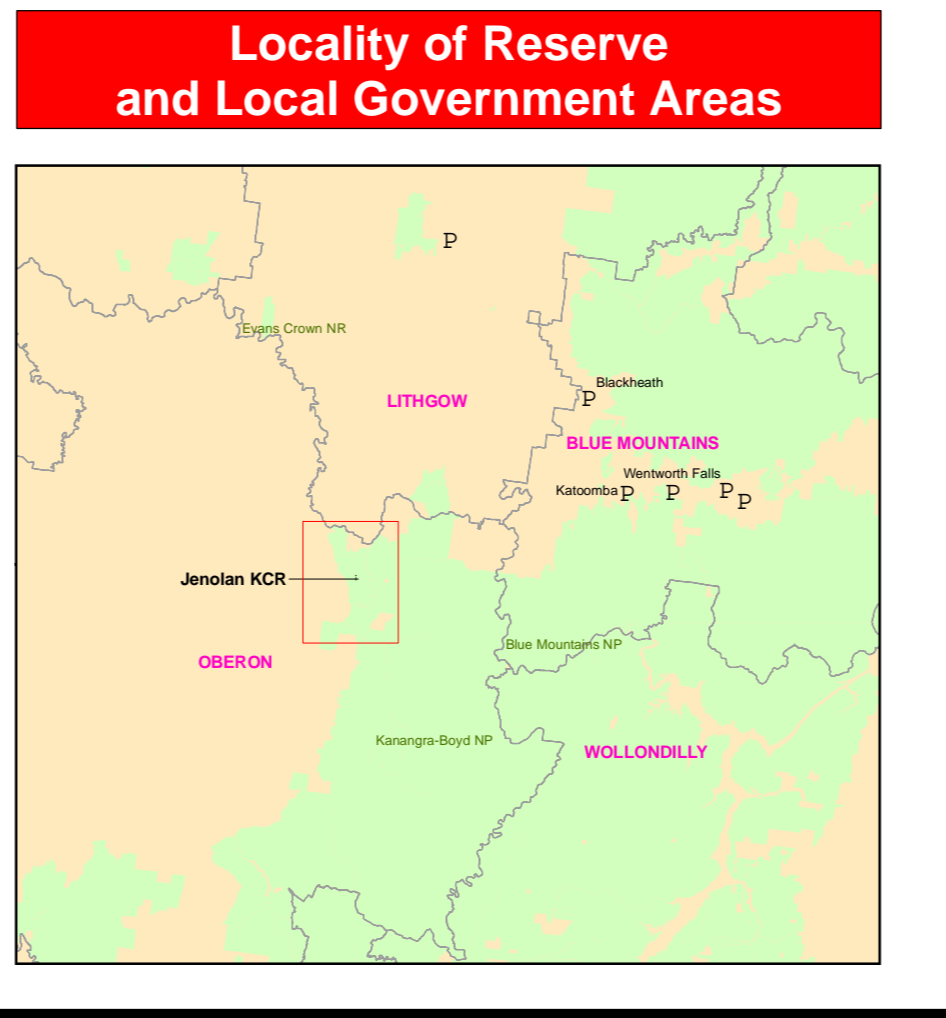 Locality of Reserve
and Local Government Areas
P
Evans Crown NR
Blackheath
P
LITHGOW
BLUE MOUNTAINS
Wentworth Falls
Katoomba P P P P
Jenolan KCR
Blue Mountains NP
OBERON
Kanangra-Boyd NP
WOLLONDILLY